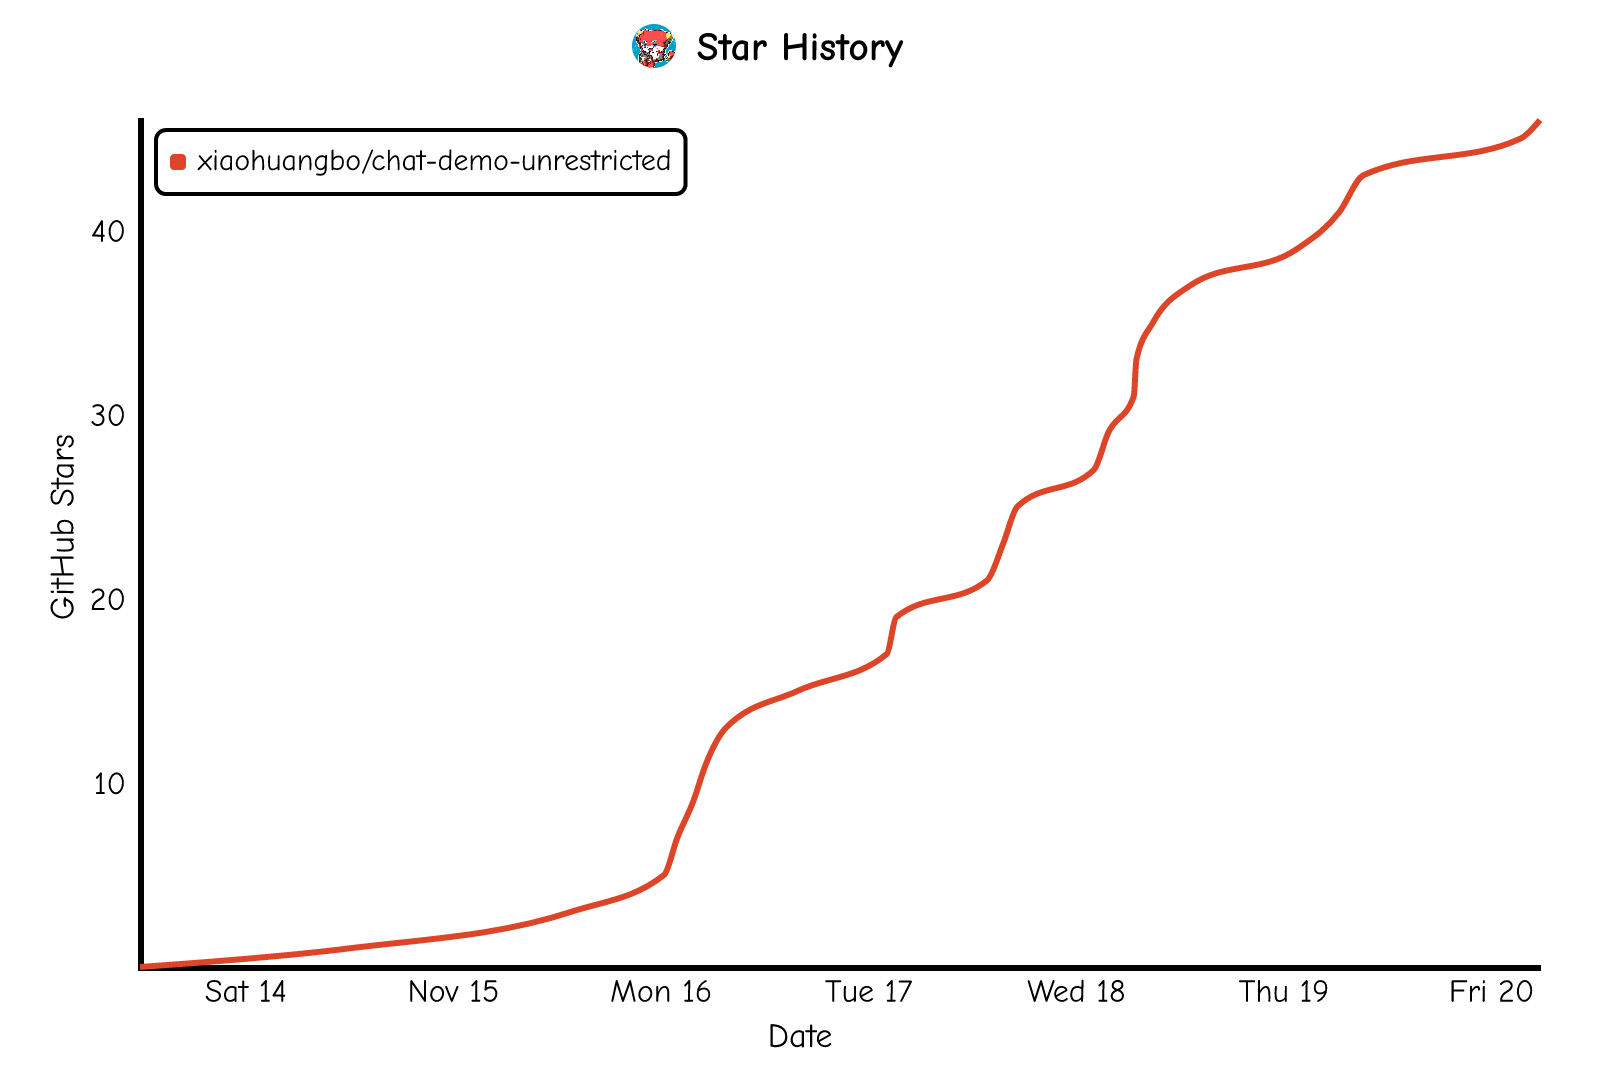 Star History
xiaohuangbo/chat-demo-unrestricted
40
30
20
10
GitHub Stars
Sat 14
Nov 15
Mon 16
Tue 17
Wed 18
Thu 19
Fri 20
Date